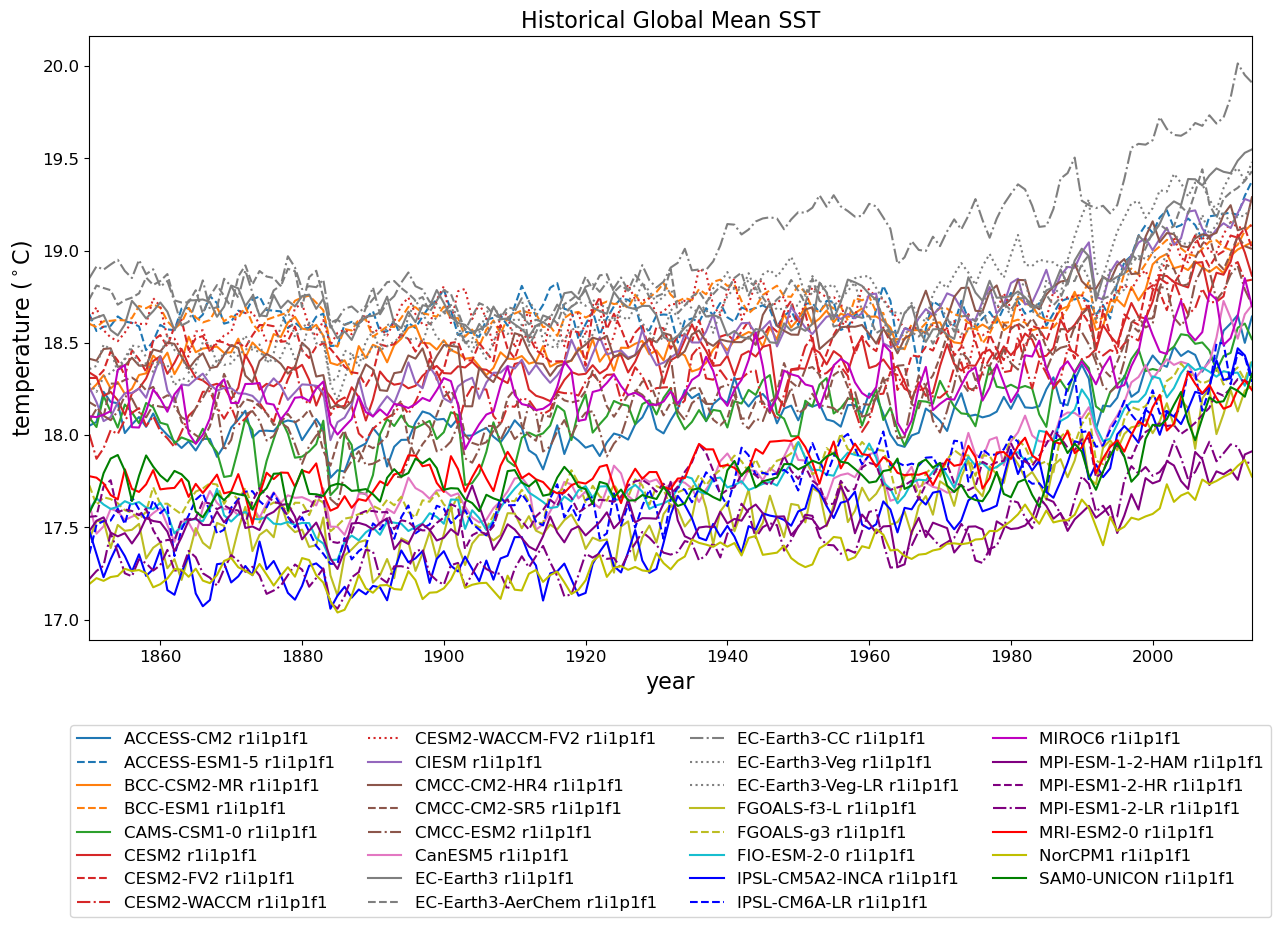 Historical Global Mean SST
temperature (°C)
20.0
19.5
19.0
18.5
18.0
17.5
17.0
1860 1880 1900 1920 1940 1960 1980 2000
year
ACCESS-CM2 r1i1p1f1
ACCESS-ESM1-5 r1i1p1f1
BCC-CSM2-MR r1i1p1f1
BCC-ESM1 r1i1p1f1
CAMS-CSM1-0 r1i1p1f1
CESM2 r1i1p1f1
CESM2-FV2 r1i1p1f1
CESM2-WACCM r1i1p1f1
CESM2-WACCM-FV2 r1i1p1f1
CIESM r1i1p1f1
CMCC-CM2-HR4 r1i1p1f1
CMCC-CM2-SR5 r1i1p1f1
CMCC-ESM2 r1i1p1f1
CanESM5 r1i1p1f1
EC-Earth3 r1i1p1f1
EC-Earth3-AerChem r1i1p1f1
EC-Earth3-CC r1i1p1f1
EC-Earth3-Veg r1i1p1f1
EC-Earth3-Veg-LR r1i1p1f1
FGOALS-f3-L r1i1p1f1
FGOALS-g3 r1i1p1f1
FIO-ESM-2-0 r1i1p1f1
IPSL-CM5A2-INCA r1i1p1f1
IPSL-CM6A-LR r1i1p1f1
MIROC6 r1i1p1f1
MPI-ESM-1-2-HAM r1i1p1f1
MPI-ESM1-2-HR r1i1p1f1
MPI-ESM1-2-LR r1i1p1f1
MRI-ESM2-0 r1i1p1f1
NorCPM1 r1i1p1f1
SAM0-UNICON r1i1p1f1